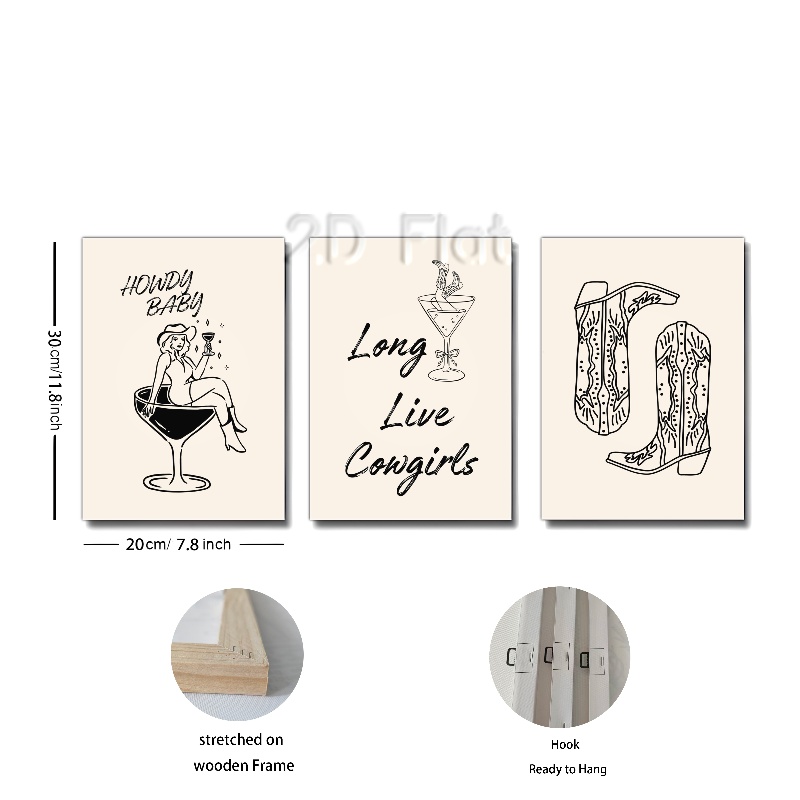 2D Flat
HOWDY
BABY
Long
Live
Cowgirls
30cm/11.8inch
20cm/ 7.8 inch
stretched on
wooden Frame
Hook
Ready to Hang